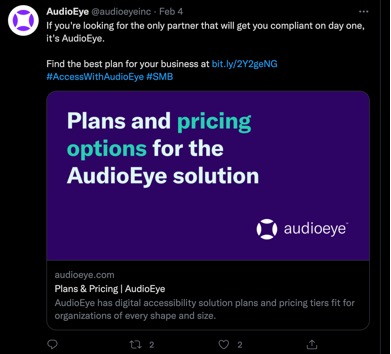 AudioEye @audioeyeinc · Feb 4
If you're looking for the only partner that will get you compliant on day one,
it's AudioEye.
Find the best plan for your business at bit.ly/2Y2geNG
#AccessWithAudioEye #SMB
Plans and pricing
options for the
AudioEye solution
audioeye
audioeye.com
Plans & Pricing | AudioEye
AudioEye has digital accessibility solution plans and pricing tiers fit for
organizations of every shape and size.
2 2